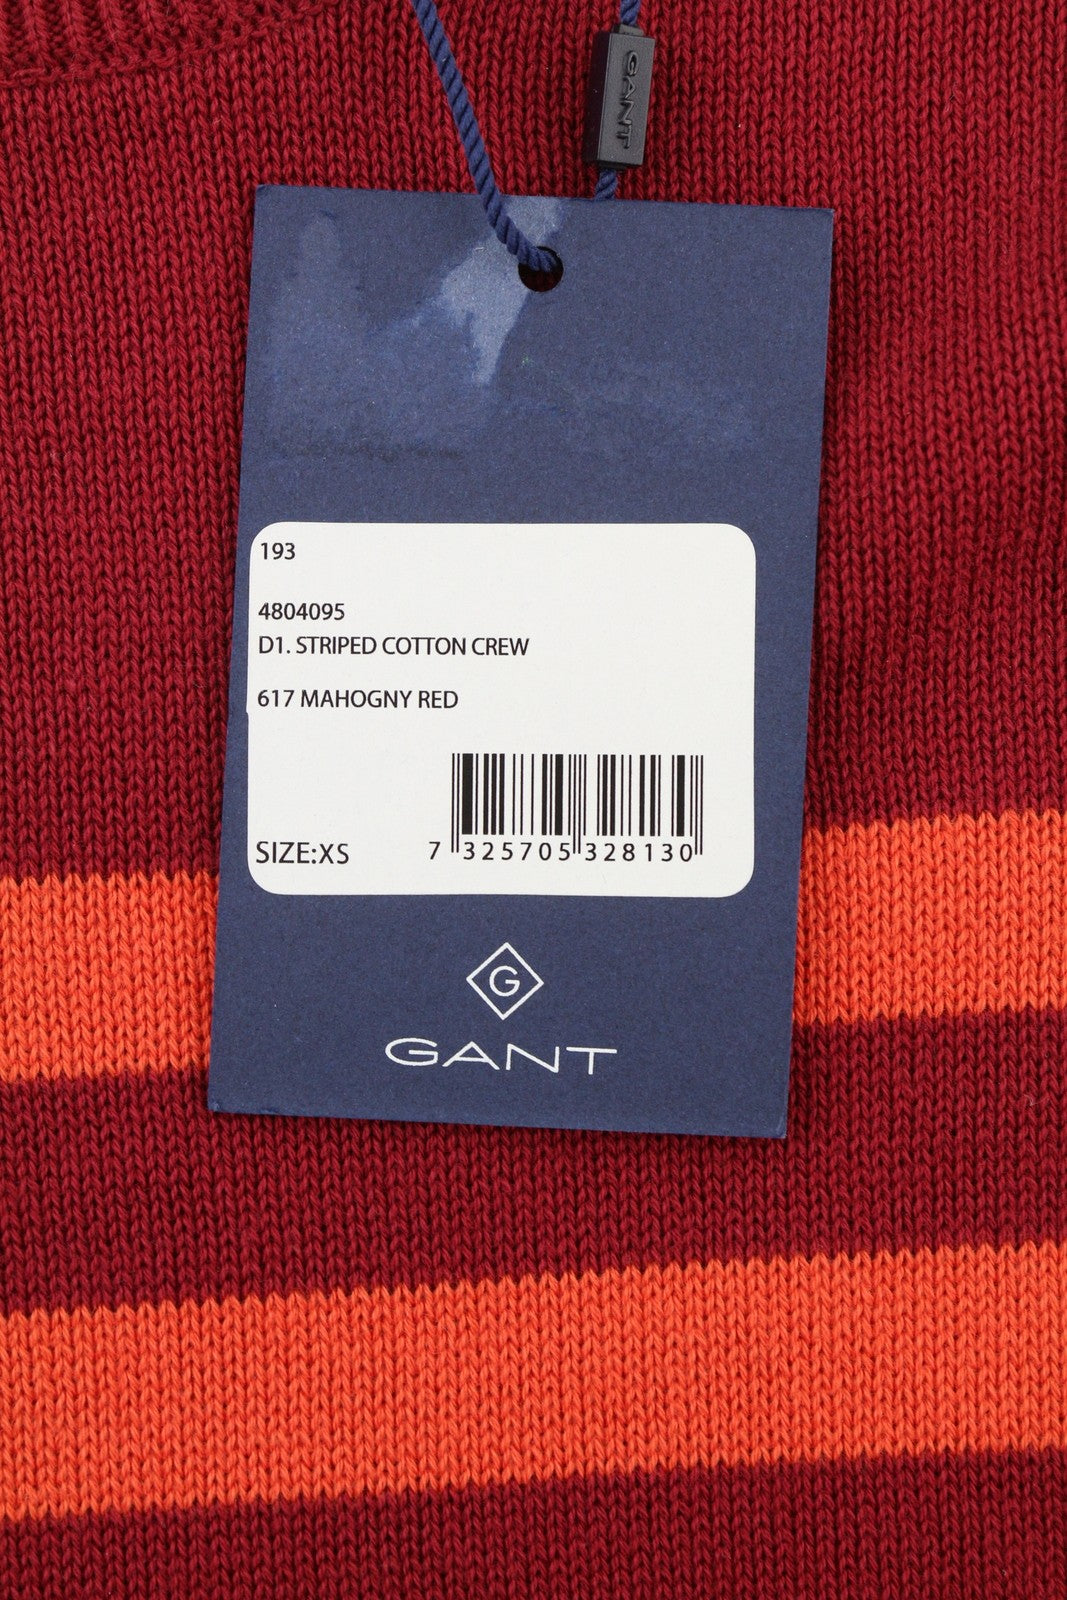 GANT
193
4804095
D1. STRIPED COTTON CREW
617 MAHOGNY RED
SIZE:XS
7 325705 328130
G
GANT